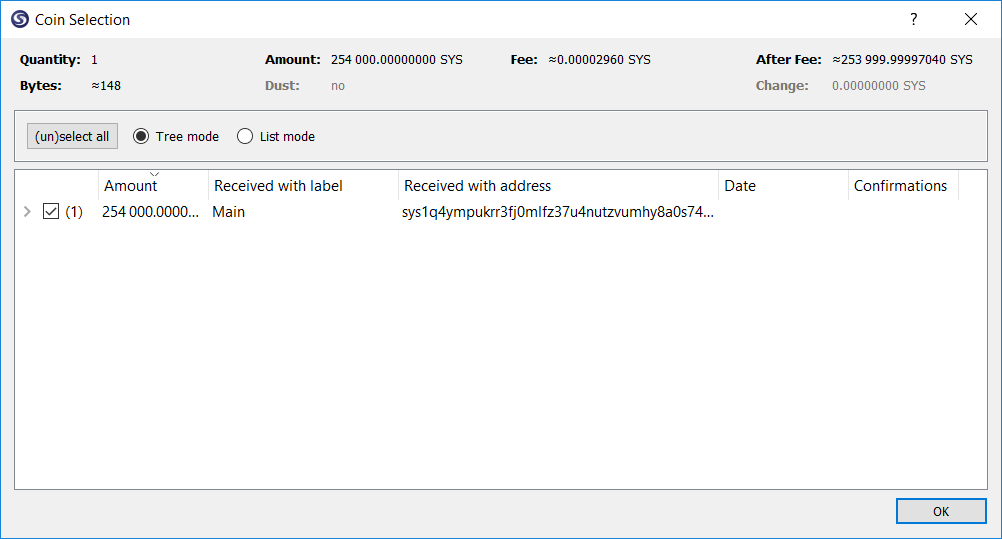 Coin Selection ?
Quantity: 1 Amount: 254 000.00000000 SYS Fee: ≈0.00002960 SYS After Fee: ≈253 999.99997040 SYS
Bytes: ≈148 Dust: no Change: 0.00000000 SYS
(un)select all Tree mode List mode
Amount Received with label Received with address Date Confirmations
(1) 254 000.0000... Main sys1q4ympukrr3fj0mlfz37u4nutzvumhy8a0s74...
OK